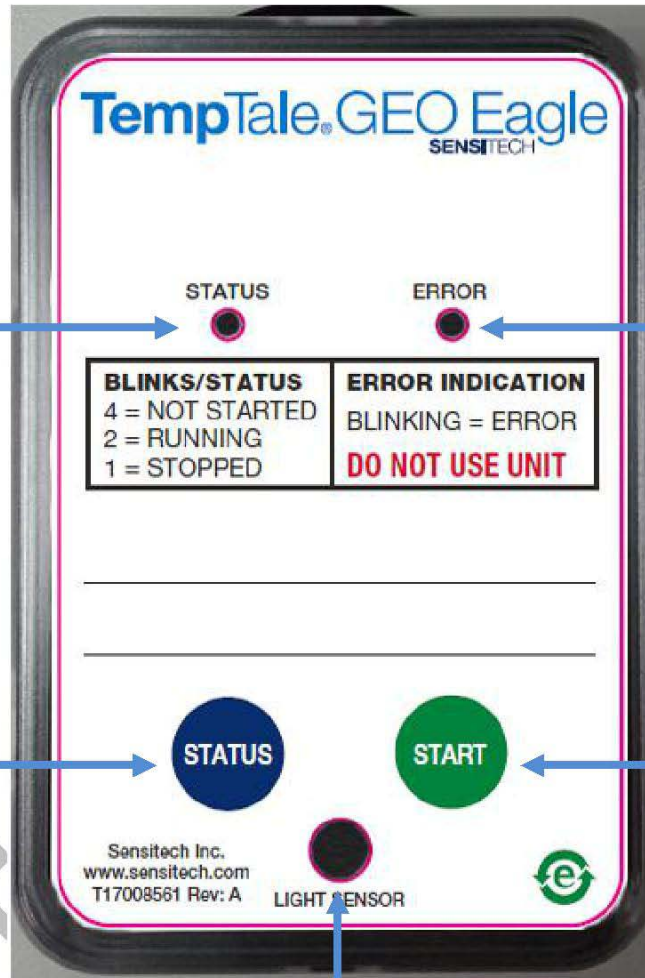 TempTale® GEO Eagle
SENSITECH
STATUS
ERROR
BLINKS/STATUS
4 = NOT STARTED
2 = RUNNING
1 = STOPPED
ERROR INDICATION
BLINKING = ERROR
DO NOT USE UNIT
STATUS
START
Sensitech Inc.
www.sensitech.com
T17008561 Rev: A
LIGHT SENSOR
e